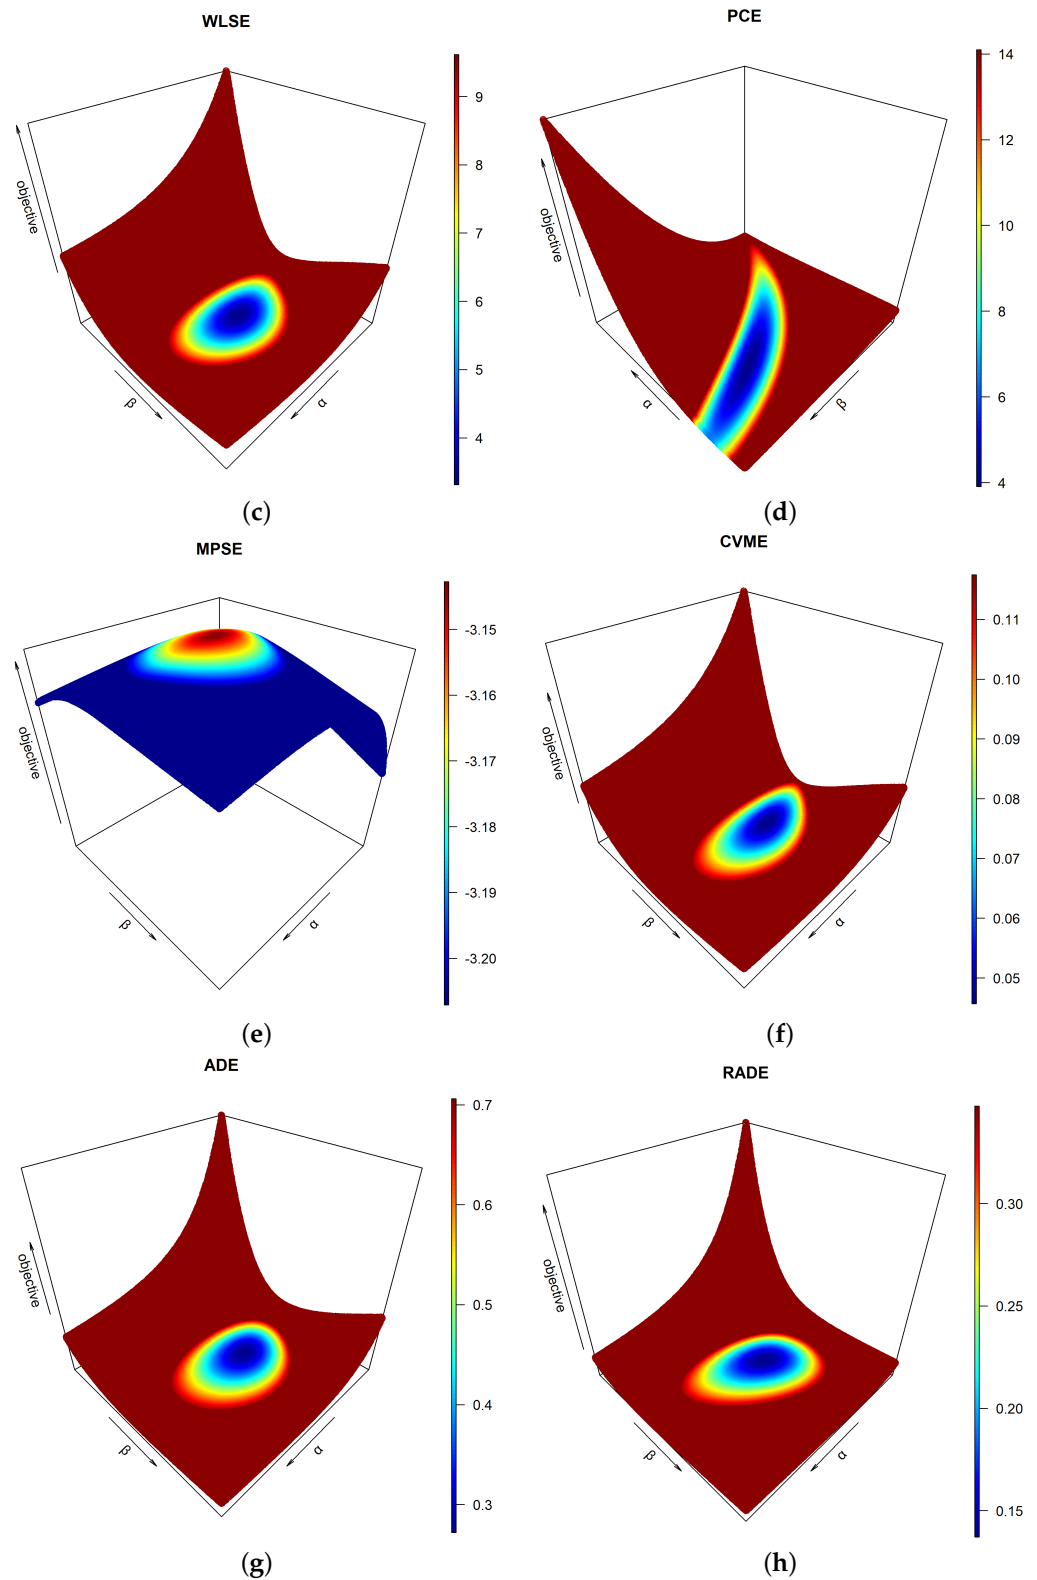 WLSE
PCE
objective
β
α
9
8
7
6
5
4
objective
α
β
14
12
10
8
6
4
(c)
(d)
MPSE
CVME
objective
β
α
-3.15
-3.16
-3.17
-3.18
-3.19
-3.20
objective
β
α
0.11
0.10
0.09
0.08
0.07
0.06
0.05
(e)
(f)
ADE
RADE
objective
β
α
0.7
0.6
0.5
0.4
0.3
objective
β
α
0.30
0.25
0.20
0.15
(g)
(h)